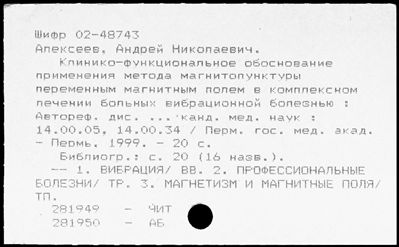 Шифр 02-48743
Алексеев, Андрей Николаевич.
Клинико-функциональное обоснование
применения метода магнитопунктуры
переменным магнитным полем в комплексном
лечении больных вибрационной болезнью :
Автореф. дис. ... канд. мед. наук :
14.00.05, 14.00.34 / Перм. гос. мед. акад.
- Пермь, 1999. - 20 с.
Библиогр.: с. 20 (16 назв.).
-- 1. ВИБРАЦИЯ/ ВВ. 2. ПРОФЕССИОНАЛЬНЫЕ
БОЛЕЗНИ/ ТР. 3. МАГНЕТИЗМ И МАГНИТНЫЕ ПОЛЯ/
ТП.
281949 - ЧИТ
281950 - АБ